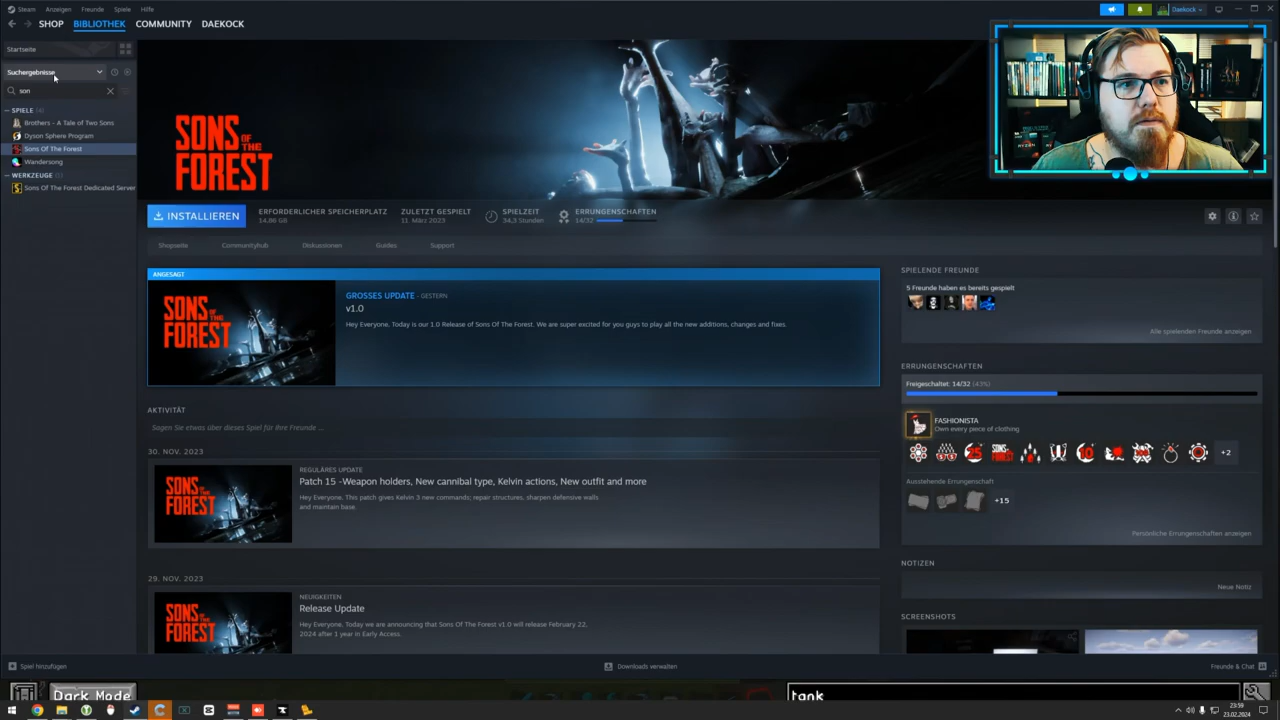 Steam Anzeigen Freunde Spiele Hilfe
Daekock
SHOP BIBLIOTHEK COMMUNITY DAEKOCK
Startseite
Suchergebnisse
son
SPIELE (4)
Brothers - A Tale of Two Sons
Dyson Sphere Program
Sons Of The Forest
Wandersong
WERKZEUGE (1)
Sons Of The Forest Dedicated Server
SONS OF THE FOREST
INSTALLIEREN
ERFORDERLICHER SPEICHERPLATZ
14,86 GB
ZULETZT GESPIELT
11. März 2023
SPIELZEIT
34,3 Stunden
ERRUNGENSCHAFTEN
14/32
Shopseite Communityhub Diskussionen Guides Support
ANGESAGT
SONS OF THE FOREST
GROSSES UPDATE - GESTERN
v1.0
Hey Everyone, Today is our 1.0 Release of Sons Of The Forest. We are super excited for you guys to play all the new additions, changes and fixes.
AKTIVITÄT
Sagen Sie etwas über dieses Spiel für Ihre Freunde ...
30. NOV. 2023
SONS OF THE FOREST
REGULÄRES UPDATE
Patch 15 -Weapon holders, New cannibal type, Kelvin actions, New outfit and more
Hey Everyone, This patch gives Kelvin 3 new commands; repair structures, sharpen defensive walls
and maintain base.
29. NOV. 2023
SONS OF THE FOREST
NEUIGKEITEN
Release Update
Hey Everyone, Today we are announcing that Sons Of The Forest v1.0 will release February 22,
2024 after 1 year in Early Access.
SPIELENDE FREUNDE
5 Freunde haben es bereits gespielt
Alle spielenden Freunde anzeigen
ERRUNGENSCHAFTEN
Freigeschaltet: 14/32 (43%)
FASHIONISTA
Own every piece of clothing
+2
Ausstehende Errungenschaft
+15
Persönliche Errungenschaften anzeigen
NOTIZEN
Neue Notiz
SCREENSHOTS
Spiel hinzufügen
Downloads verwalten
Freunde & Chat
Dark Mode
tank
23:59
23.02.2024